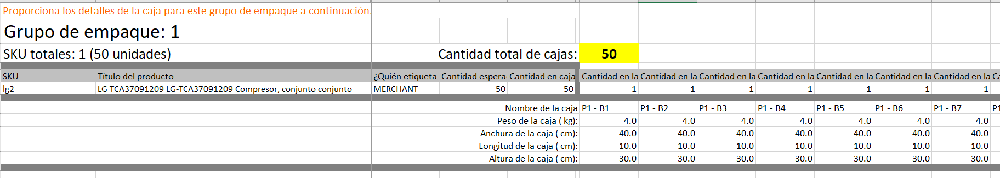 Proporciona los detalles de la caja para este grupo de empaque a continuación.
Grupo de empaque: 1
SKU totales: 1 (50 unidades) Cantidad total de cajas: 50
SKU Título del producto ¿Quién etiqueta Cantidad espera Cantidad en caja Cantidad en la Cantidad en la Cantidad en la Cantidad en la Cantidad en la Cantidad en la Cantidad en la Ca
lg2 LG TCA37091209 LG-TCA37091209 Compresor, conjunto conjunto MERCHANT 50 50 1 1 1 1 1 1 1
Nombre de la caja P1 - B1 P1 - B2 P1 - B3 P1 - B4 P1 - B5 P1 - B6 P1 - B7 P1
Peso de la caja ( kg): 4.0 4.0 4.0 4.0 4.0 4.0 4.0
Anchura de la caja ( cm): 40.0 40.0 40.0 40.0 40.0 40.0 40.0
Longitud de la caja ( cm): 10.0 10.0 10.0 10.0 10.0 10.0 10.0
Altura de la caja ( cm): 30.0 30.0 30.0 30.0 30.0 30.0 30.0